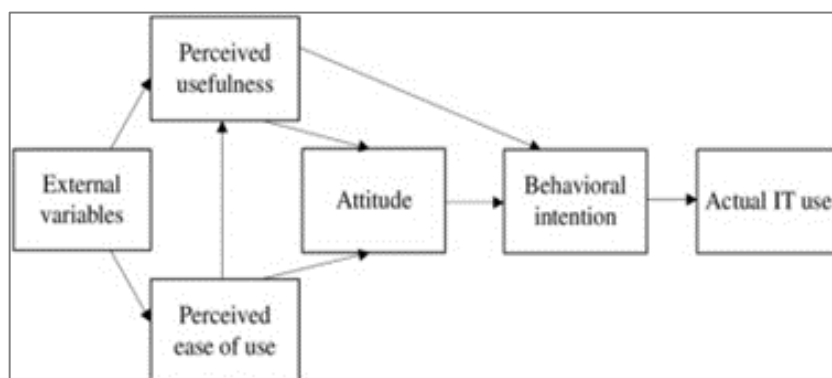 Perceived
usefulness
External
variables
Attitude
Behavioral
intention
Actual IT use
Perceived
ease of use